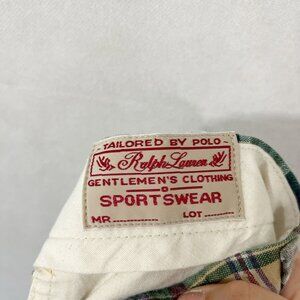 TAILORED BY POLO
Ralph Lauren
GENTLEMEN'S CLOTHING
SPORTSWEAR
MR. LOT